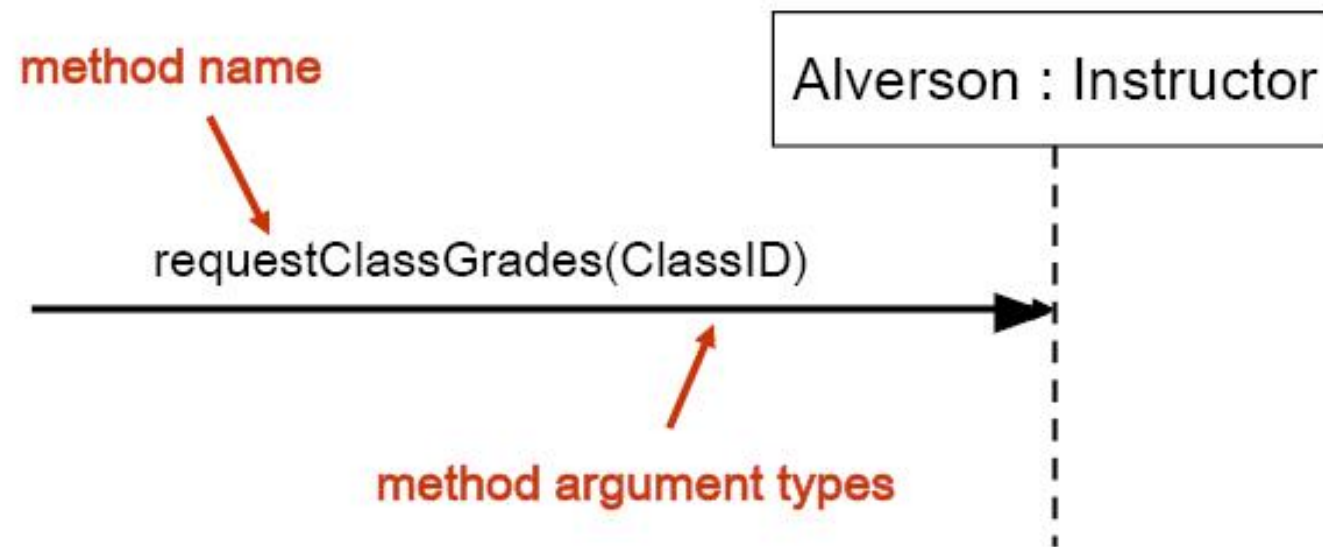 method name
Alverson : Instructor
requestClassGrades(ClassID)
method argument types